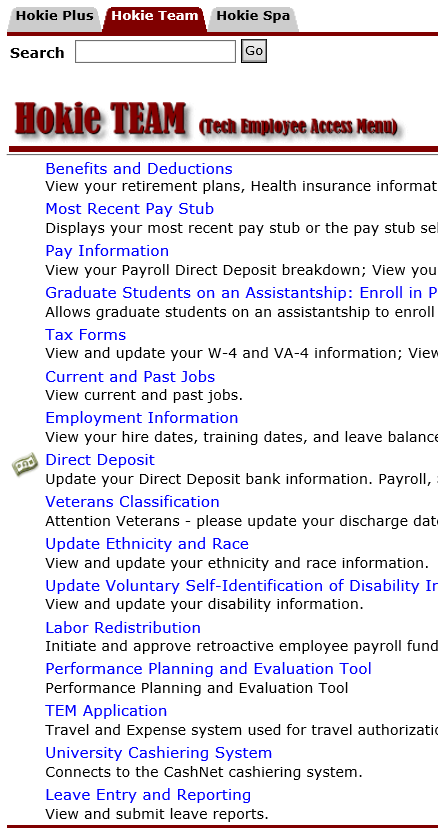 Hokie Plus Hokie Team Hokie Spa
Search Go
Hokie TEAM (Tech Employee Access Menu)
Benefits and Deductions
View your retirement plans, Health insurance informat
Most Recent Pay Stub
Displays your most recent pay stub or the pay stub se
Pay Information
View your Payroll Direct Deposit breakdown; View you
Graduate Students on an Assistantship: Enroll in P
Allows graduate students on an assistantship to enroll
Tax Forms
View and update your W-4 and VA-4 information; View
Current and Past Jobs
View current and past jobs.
Employment Information
View your hire dates, training dates, and leave balance
Direct Deposit
Update your Direct Deposit bank information. Payroll,
Veterans Classification
Attention Veterans - please update your discharge date
Update Ethnicity and Race
View and update your ethnicity and race information.
Update Voluntary Self-Identification of Disability In
View and update your disability information.
Labor Redistribution
Initiate and approve retroactive employee payroll fund
Performance Planning and Evaluation Tool
Performance Planning and Evaluation Tool
TEM Application
Travel and Expense system used for travel authorizatio
University Cashiering System
Connects to the CashNet cashiering system.
Leave Entry and Reporting
View and submit leave reports.